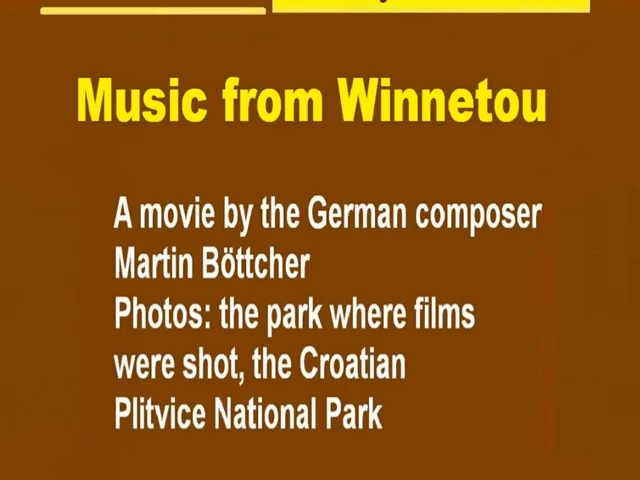 Music from Winnetou
A movie by the German composer
Martin Böttcher
Photos: the park where films
were shot, the Croatian
Plitvice National Park